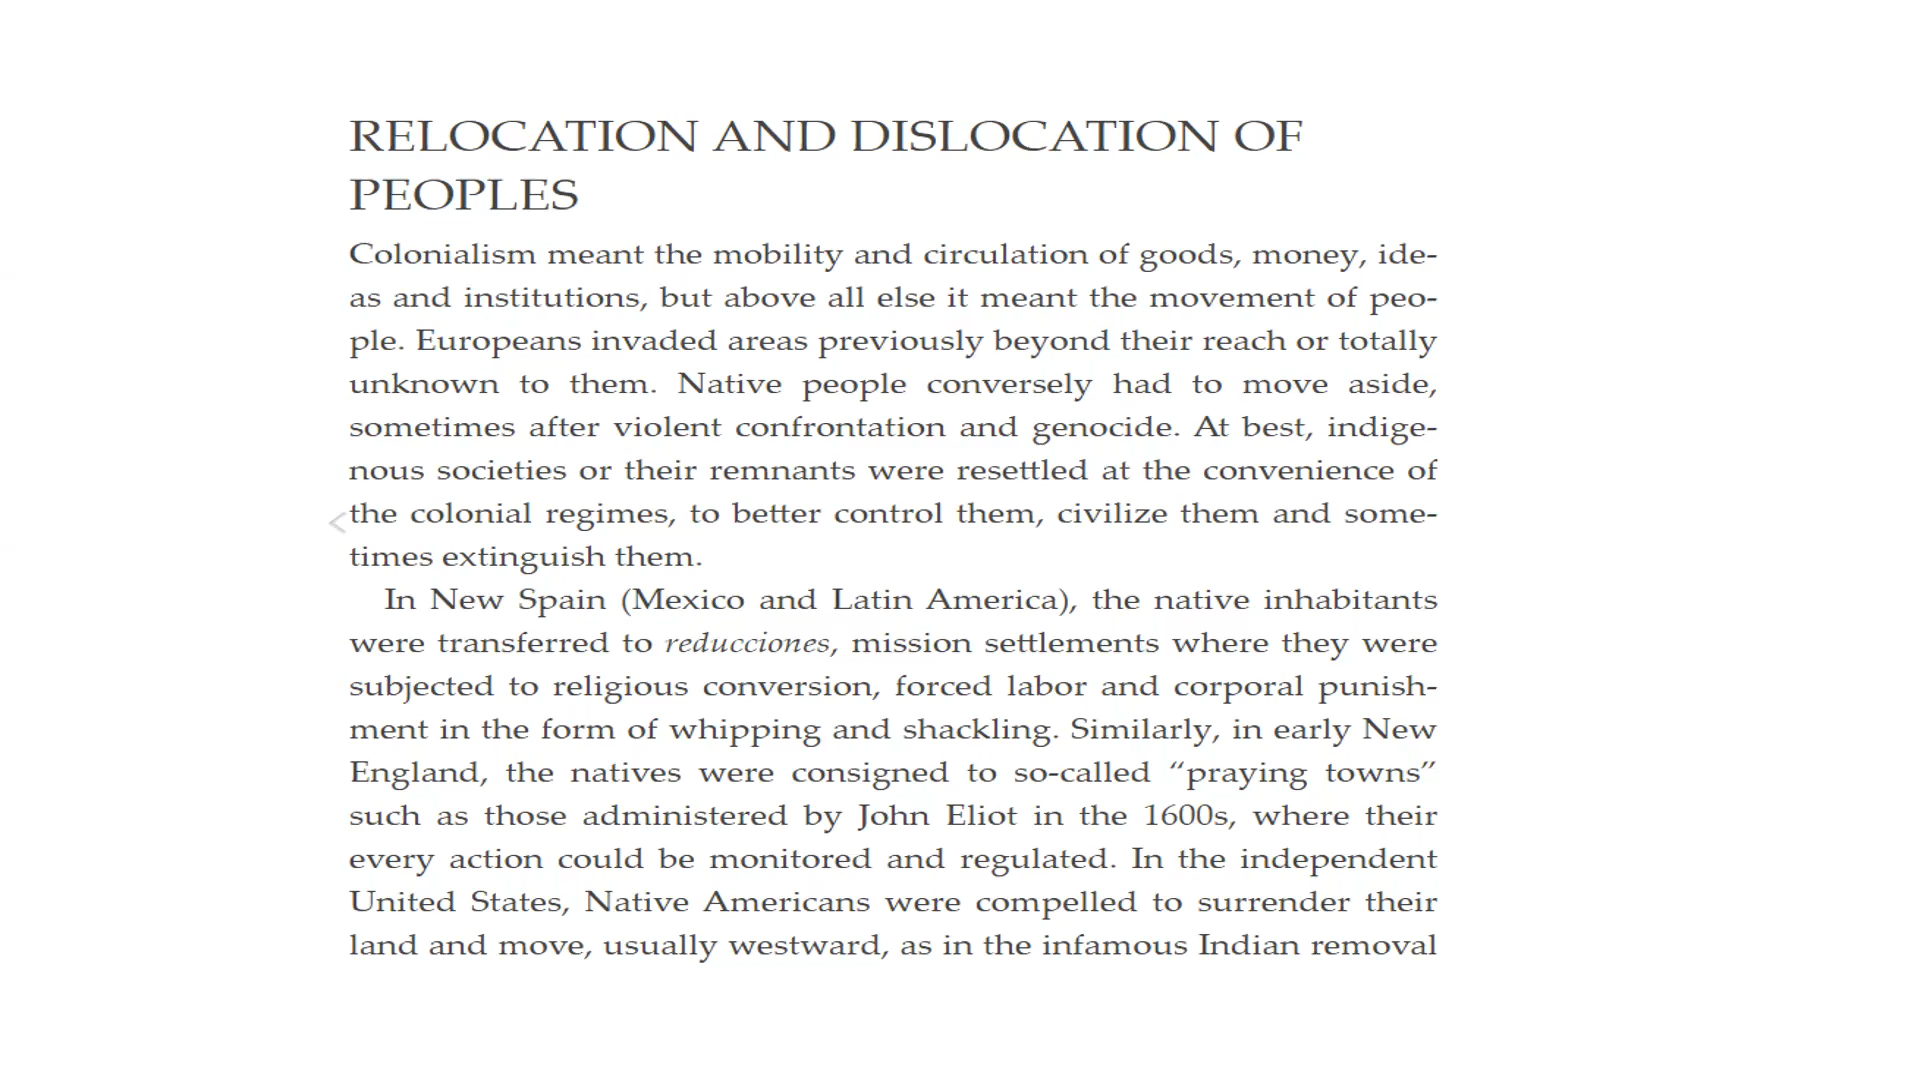 RELOCATION AND DISLOCATION OF
PEOPLES
Colonialism meant the mobility and circulation of goods, money, ide-
as and institutions, but above all else it meant the movement of peo-
ple. Europeans invaded areas previously beyond their reach or totally
unknown to them. Native people conversely had to move aside,
sometimes after violent confrontation and genocide. At best, indige-
nous societies or their remnants were resettled at the convenience of
the colonial regimes, to better control them, civilize them and some-
times extinguish them.
In New Spain (Mexico and Latin America), the native inhabitants
were transferred to reducciones, mission settlements where they were
subjected to religious conversion, forced labor and corporal punish-
ment in the form of whipping and shackling. Similarly, in early New
England, the natives were consigned to so-called “praying towns”
such as those administered by John Eliot in the 1600s, where their
every action could be monitored and regulated. In the independent
United States, Native Americans were compelled to surrender their
land and move, usually westward, as in the infamous Indian removal